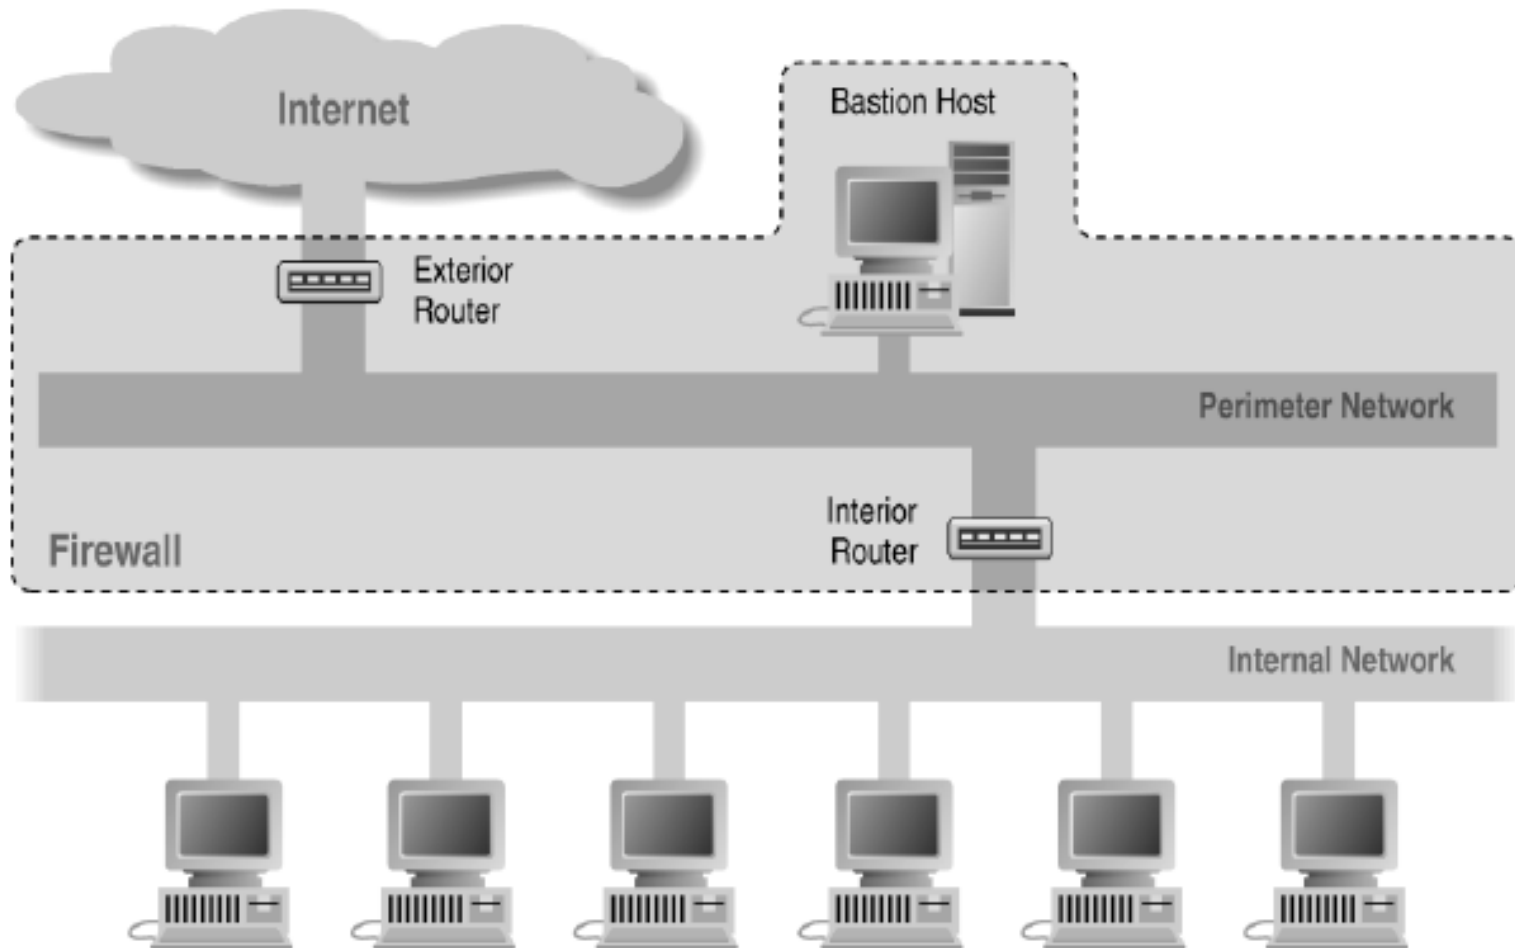 Internet
Bastion Host
Exterior
Router
Perimeter Network
Interior
Router
Firewall
Internal Network